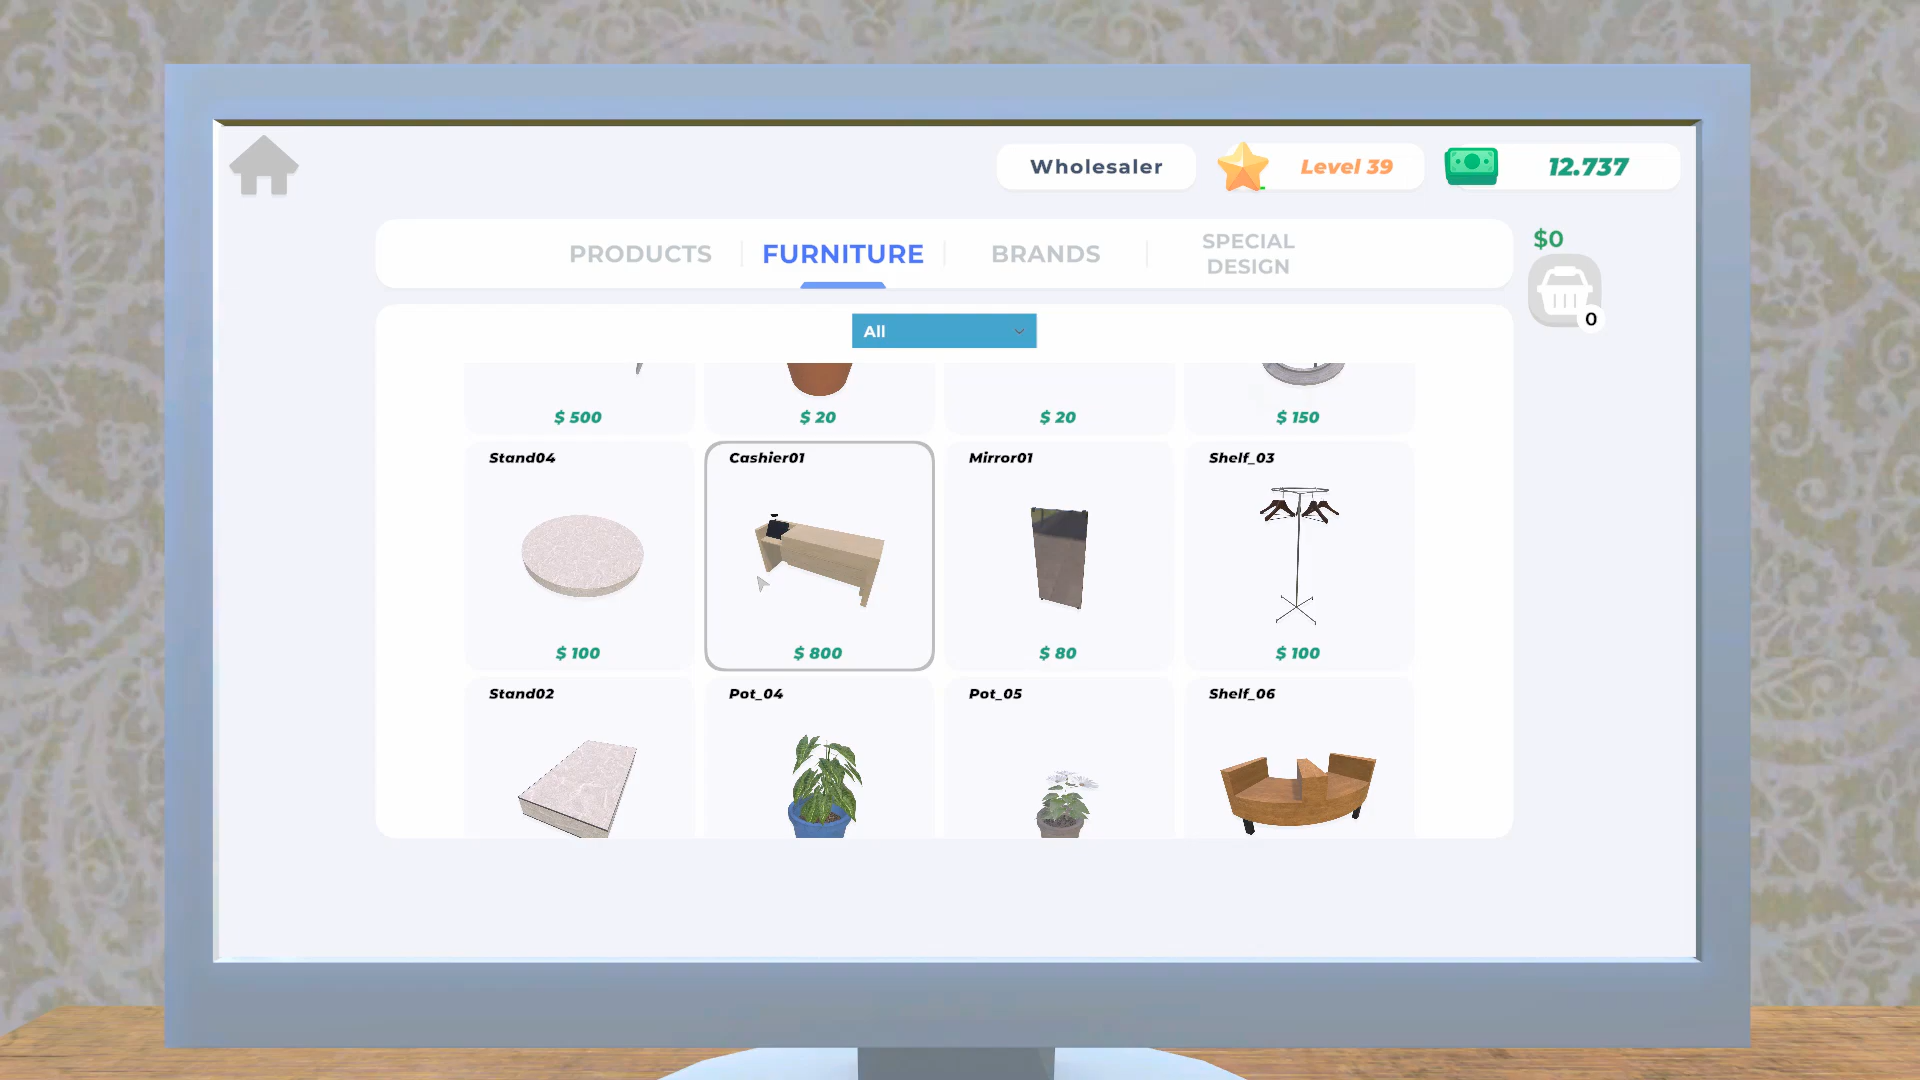 Wholesaler
Level 39
12.737
PRODUCTS
FURNITURE
BRANDS
SPECIAL
DESIGN
$0
0
All
$ 500
$ 20
$ 20
$ 150
Stand04
Cashier01
Mirror01
Shelf_03
$ 100
$ 800
$ 80
$ 100
Stand02
Pot_04
Pot_05
Shelf_06